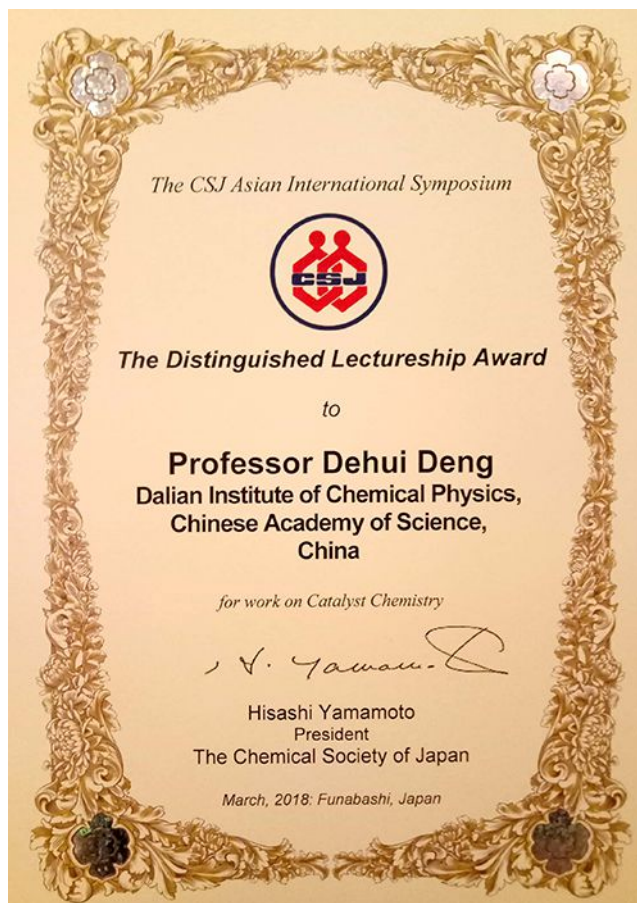 The CSJ Asian International Symposium
CSJ
The Distinguished Lectureship Award
to
Professor Dehui Deng
Dalian Institute of Chemical Physics,
Chinese Academy of Science,
China
for work on Catalyst Chemistry
H. Yamamoto
Hisashi Yamamoto
President
The Chemical Society of Japan
March, 2018: Funabashi, Japan